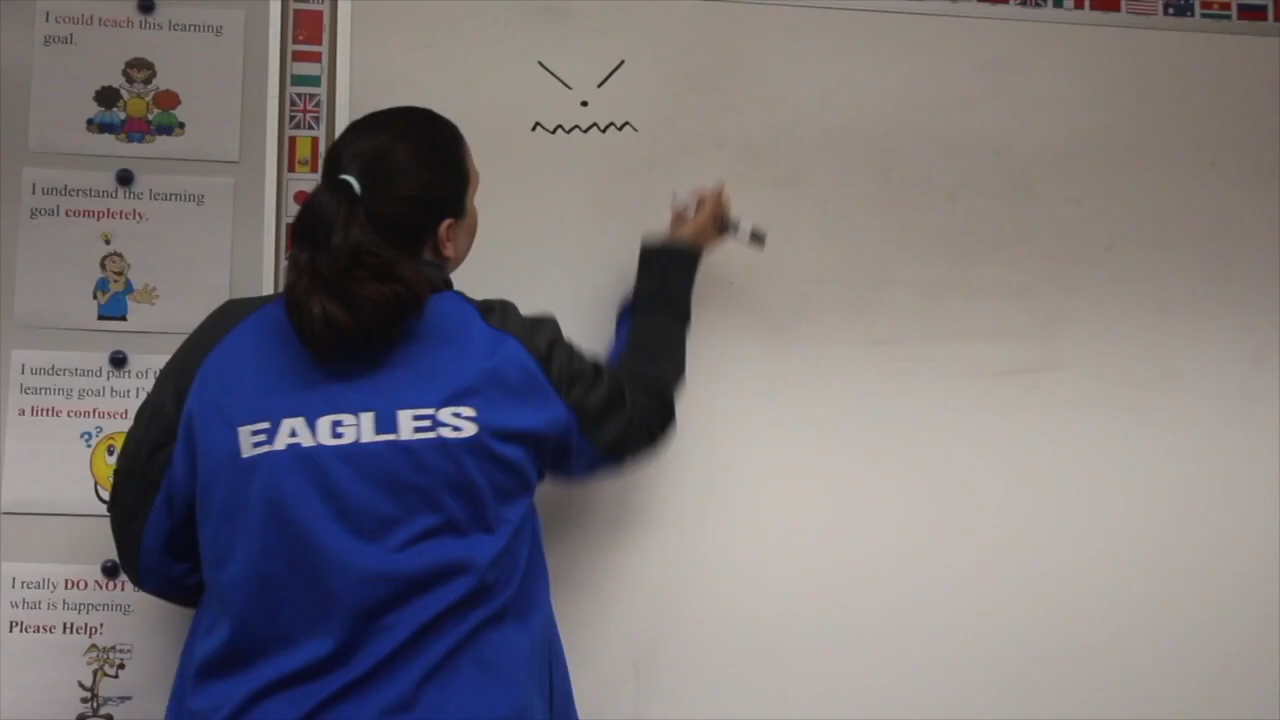 I could teach this learning
goal.
I understand the learning
goal completely.
I understand part of
learning goal but
a little confused.
??
I really DO NOT
what is happening.
Please Help!
EAGLES